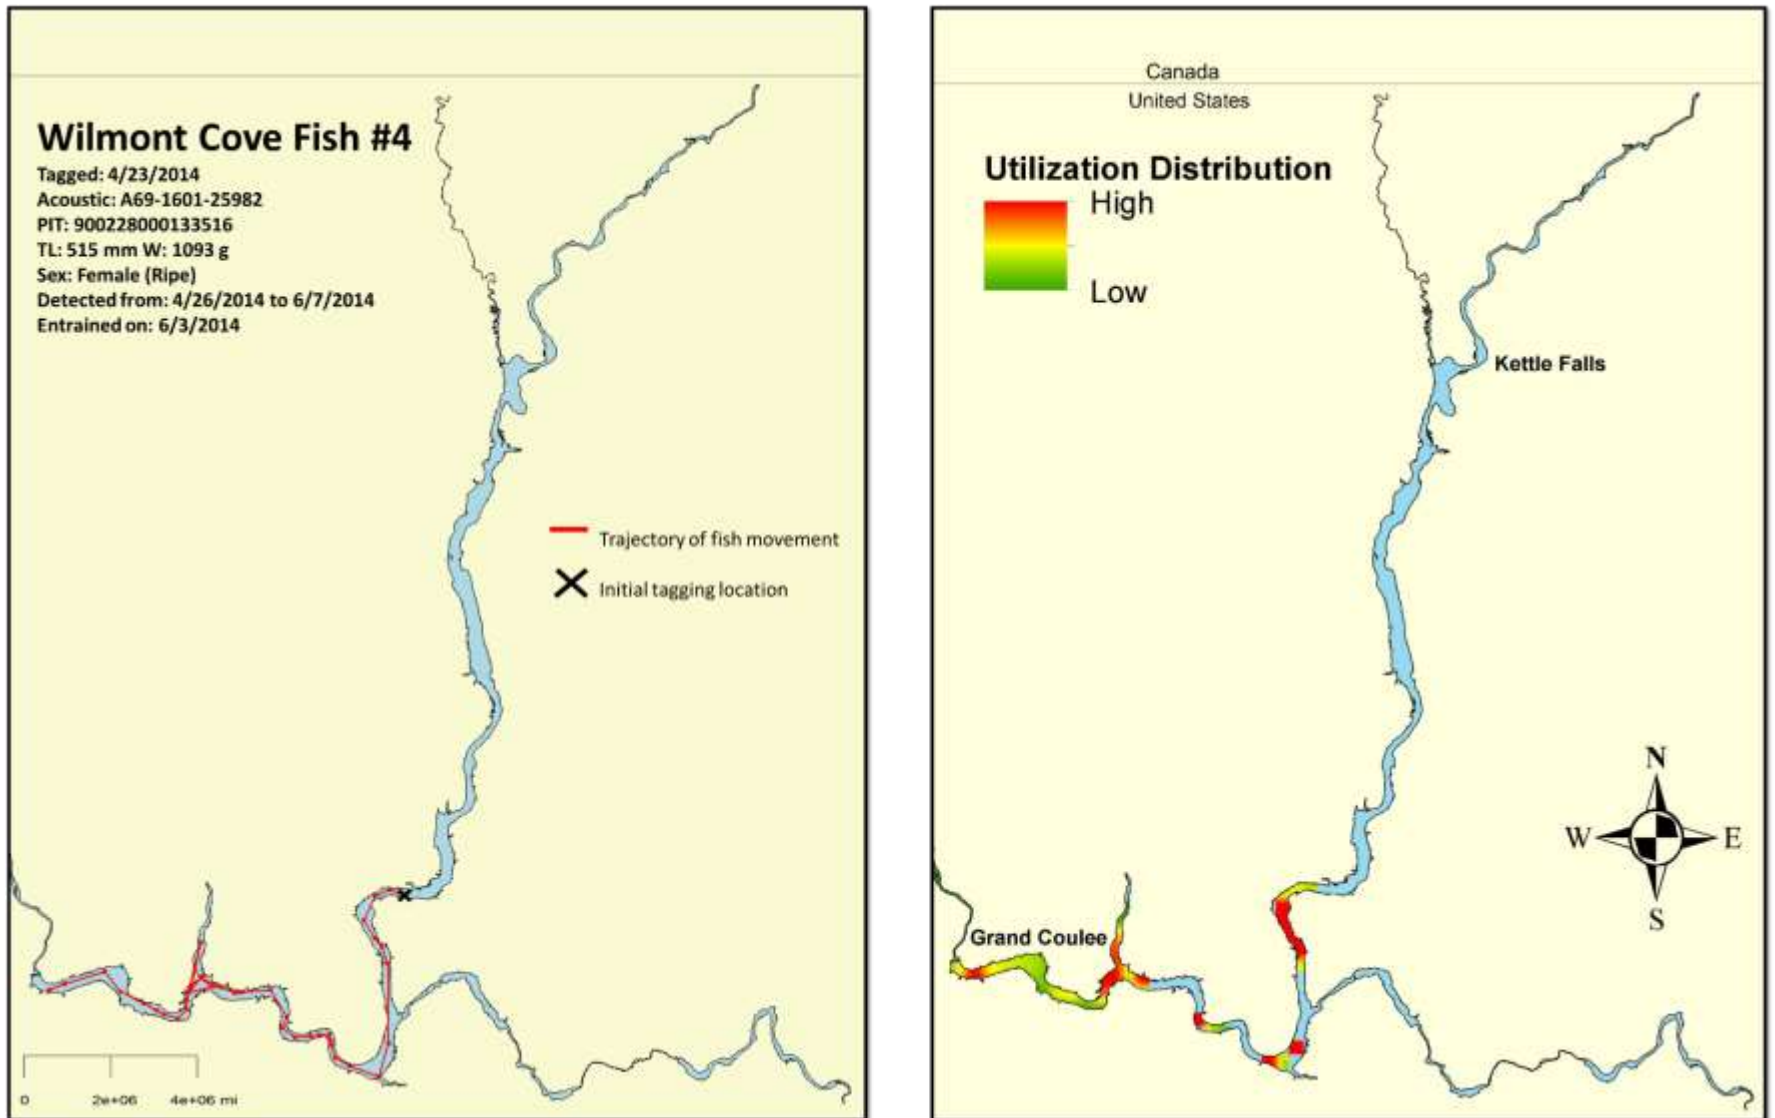 Wilmont Cove Fish #4
Tagged: 4/23/2014
Acoustic: A69-1601-25982
PIT: 900228000133516
TL: 515 mm W: 1093 g
Sex: Female (Ripe)
Detected from: 4/26/2014 to 6/7/2014
Entrained on: 6/3/2014
Trajectory of fish movement
Initial tagging location
0 2e+06 4e+06 mi
Canada
United States
Utilization Distribution
High
Low
Kettle Falls
Grand Coulee
N
W E
S